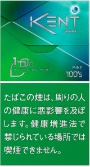 KENT
100's
たばこの煙は、周りの人
の健康に悪影響を及ぼ
します。健康増進法で
禁じられている場所では
喫煙できません。